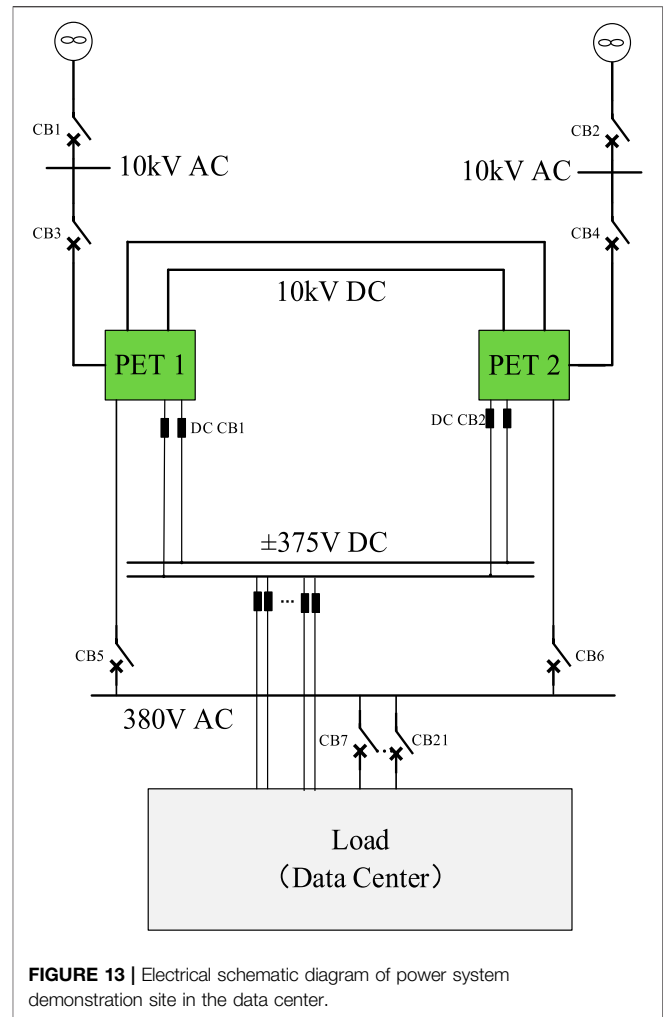 CB1
CB2
10kV AC
10kV AC
CB3
CB4
10kV DC
PET 1
PET 2
DC CB1
DC CB2
±375V DC
...
CB5
CB6
380V AC
CB7
...
CB21
Load
（Data Center）
FIGURE 13 | Electrical schematic diagram of power system
demonstration site in the data center.